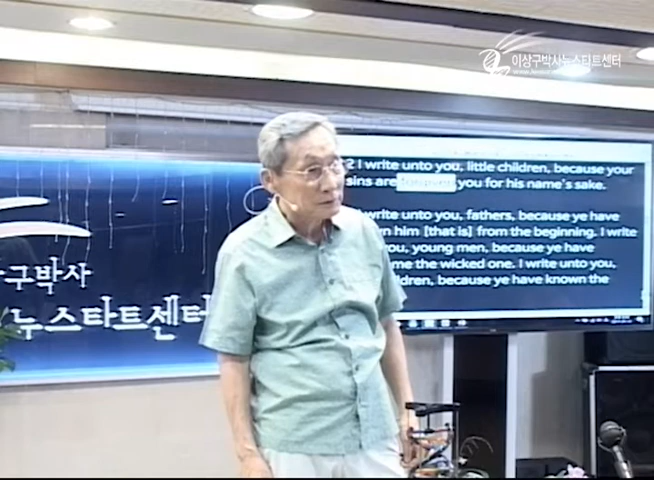 이상구박사뉴스타트센터
2 I write unto you, little children, because your
sins are forgiven you for his name's sake.
write unto you, fathers, because ye have
him [that is] from the beginning. I write
you, young men, because ye have
me the wicked one. I write unto you,
ldren, because ye have known the
구박사
뉴스타트센터